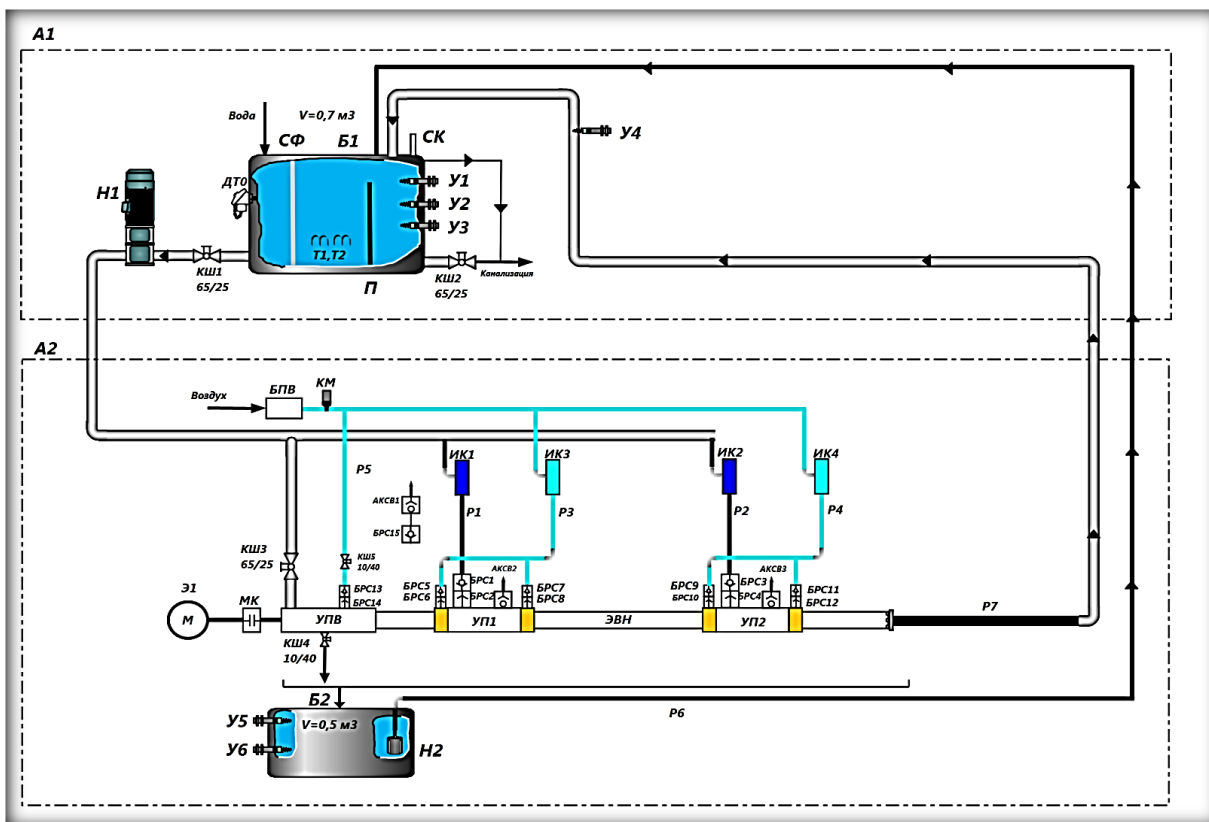 А1
Вода
V=0,7 м3
СФ
Б1
СК
У4
Н1
ДТО
У1
У2
У3
Т1,Т2
КШ1
65/25
П
КШ2
65/25
Канализация
А2
Воздух
БПВ
КМ
Р5
ИК1
ИК3
ИК2
ИК4
АКСВ1
БРС15
Р1
Р3
Р2
Р4
КШ3
65/25
КШ5
10/40
Э1
М
МК
БРС13
БРС14
БРС5
БРС6
БРС1
БРС2
АКСВ2
БРС7
БРС8
БРС9
БРС10
БРС3
БРС4
АКСВ3
БРС11
БРС12
УПВ
УП1
ЭВН
УП2
Р7
КШ4
10/40
Б2
V=0,5 м3
У5
У6
Н2
Р6